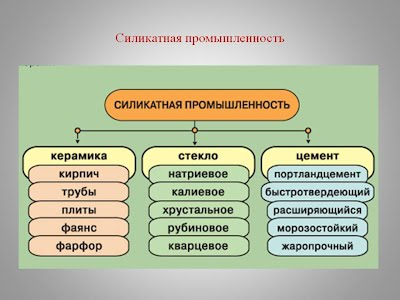 Силикатная промышленность
СИЛИКАТНАЯ ПРОМЫШЛЕННОСТЬ
керамика
кирпич
трубы
плиты
фаянс
фарфор
стекло
натриевое
калиевое
хрустальное
рубиновое
кварцевое
цемент
портландцемент
быстротвердеющий
расширяющийся
морозостойкий
жаропрочный